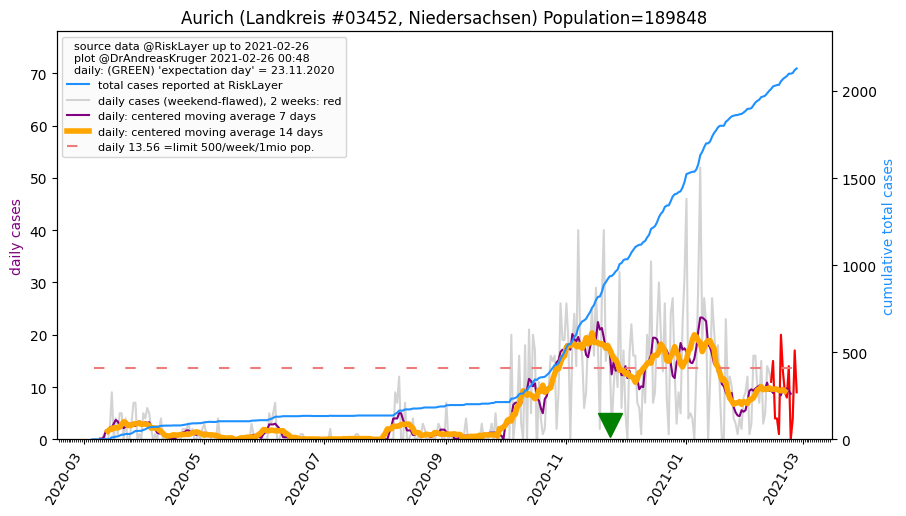 Aurich (Landkreis #03452, Niedersachsen) Population=189848
source data @RiskLayer up to 2021-02-26
plot @DrAndreasKruger 2021-02-26 00:48
daily: (GREEN) 'expectation day' = 23.11.2020
total cases reported at RiskLayer
daily cases (weekend-flawed), 2 weeks: red
daily: centered moving average 7 days
daily: centered moving average 14 days
daily 13.56 =limit 500/week/1mio pop.
daily cases
70
60
50
40
30
20
10
0
cumulative total cases
2000
1500
1000
500
0
2020-03
2020-05
2020-07
2020-09
2020-11
2021-01
2021-03